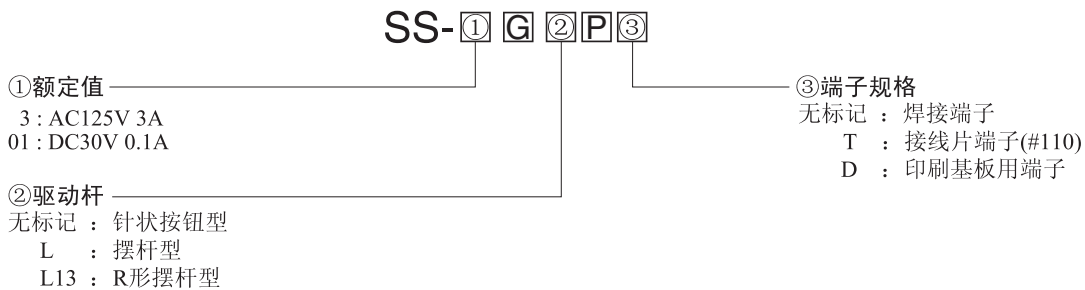 SS-① G ② P ③
①额定值
3 : AC125V 3A
01 : DC30V 0.1A
②驱动杆
无标记 : 针状按钮型
L : 摆杆型
L13 : R形摆杆型
③端子规格
无标记 : 焊接端子
T : 接线片端子(#110)
D : 印刷基板用端子